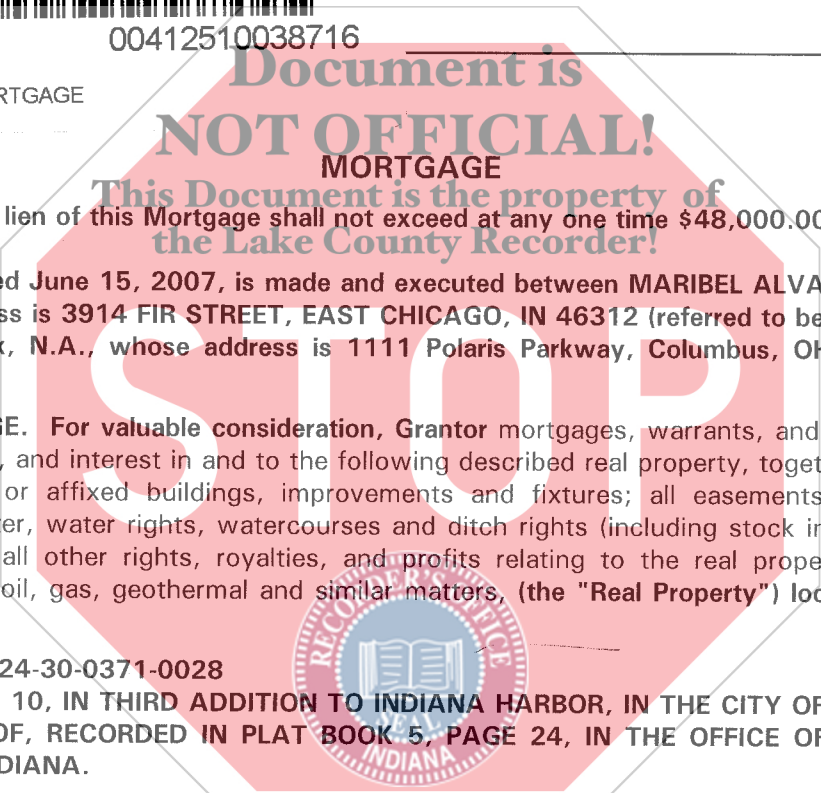 00412510038716
Document is
RTGAGE
NOT OFFICIAL!
MORTGAGE
This Document is the property of
lien of this Mortgage shall not exceed at any one time $48,000.00
the Lake County Recorder!
ed June 15, 2007, is made and executed between MARIBEL ALVA
ss is 3914 FIR STREET, EAST CHICAGO, IN 46312 (referred to be
k, N.A., whose address is 1111 Polaris Parkway, Columbus, OH
STOP
GE. For valuable consideration, Grantor mortgages, warrants, and
, and interest in and to the following described real property, toget
or affixed buildings, improvements and fixtures; all easements
er, water rights, watercourses and ditch rights (including stock in
all other rights, royalties, and profits relating to the real prope
oil, gas, geothermal and similar matters, (the "Real Property") loc
RECORDER'S OFFICE
SEAL
INDIANA
24-30-0371-0028
10, IN THIRD ADDITION TO INDIANA HARBOR, IN THE CITY OF
OF, RECORDED IN PLAT BOOK 5, PAGE 24, IN THE OFFICE OF
DIANA.